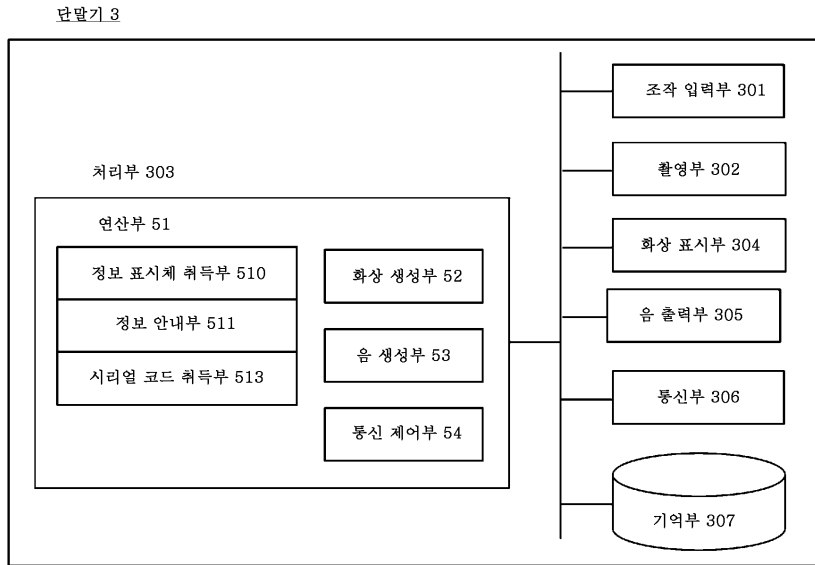 단말기 3
처리부 303
연산부 51
정보 표시체 취득부 510
정보 안내부 511
시리얼 코드 취득부 513
화상 생성부 52
음 생성부 53
통신 제어부 54
조작 입력부 301
촬영부 302
화상 표시부 304
음 출력부 305
통신부 306
기억부 307